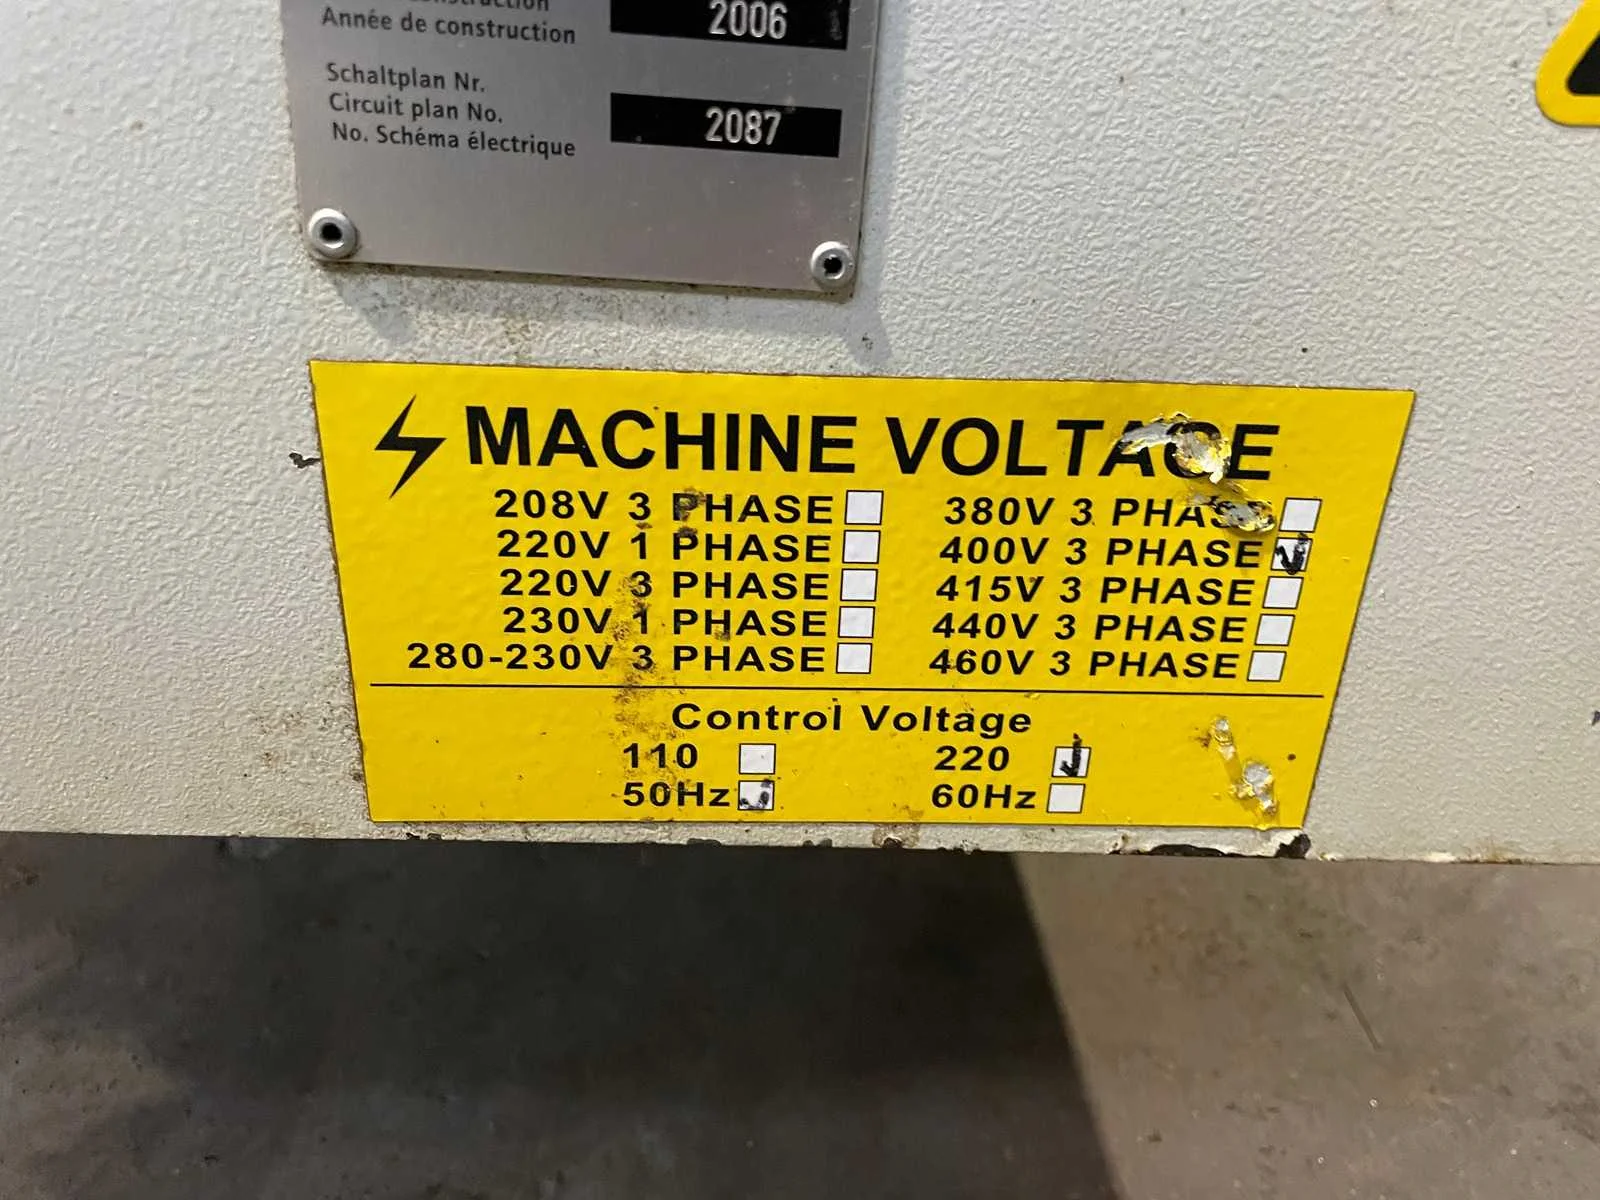 Année de construction 2006
Schaltplan Nr.
Circuit plan No. 2087
No. Schéma électrique
MACHINE VOLTAGE
208V 3 PHASE 380V 3 PHASE
220V 1 PHASE 400V 3 PHASE
220V 3 PHASE 415V 3 PHASE
230V 1 PHASE 440V 3 PHASE
280-230V 3 PHASE 460V 3 PHASE
Control Voltage
110 220
50Hz 60Hz